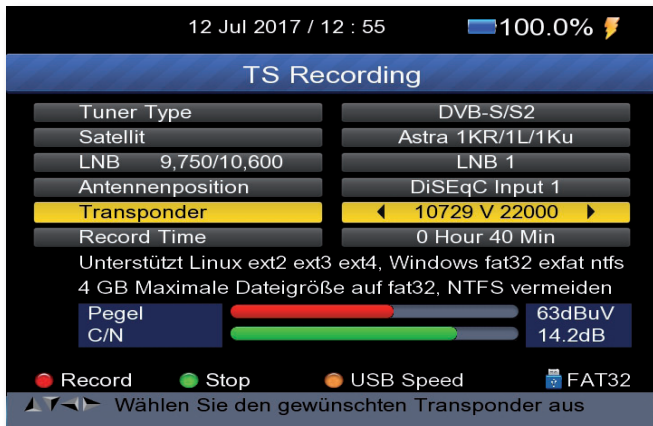 12 Jul 2017 / 12 : 55 100.0%
TS Recording
Tuner Type DVB-S/S2
Satellit Astra 1KR/1L/1Ku
LNB 9,750/10,600 LNB 1
Antennenposition DiSEqC Input 1
Transponder 10729 V 22000
Record Time 0 Hour 40 Min
Unterstützt Linux ext2 ext3 ext4, Windows fat32 exfat ntfs
4 GB Maximale Dateigröße auf fat32, NTFS vermeiden
Pegel 63dBuV
C/N 14.2dB
Record Stop USB Speed FAT32
Wählen Sie den gewünschten Transponder aus